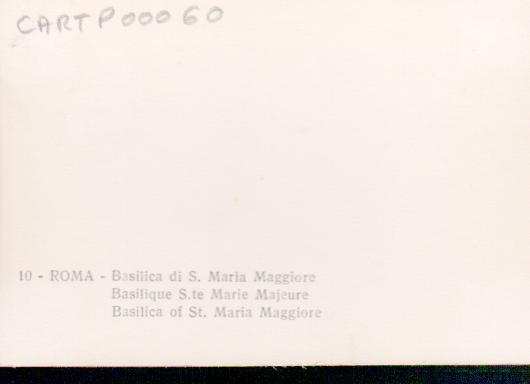 CARTP00060
10 - ROMA - Basilica di S. Maria Maggiore
Basilique S.te Marie Majeure
Basilica of St. Maria Maggiore